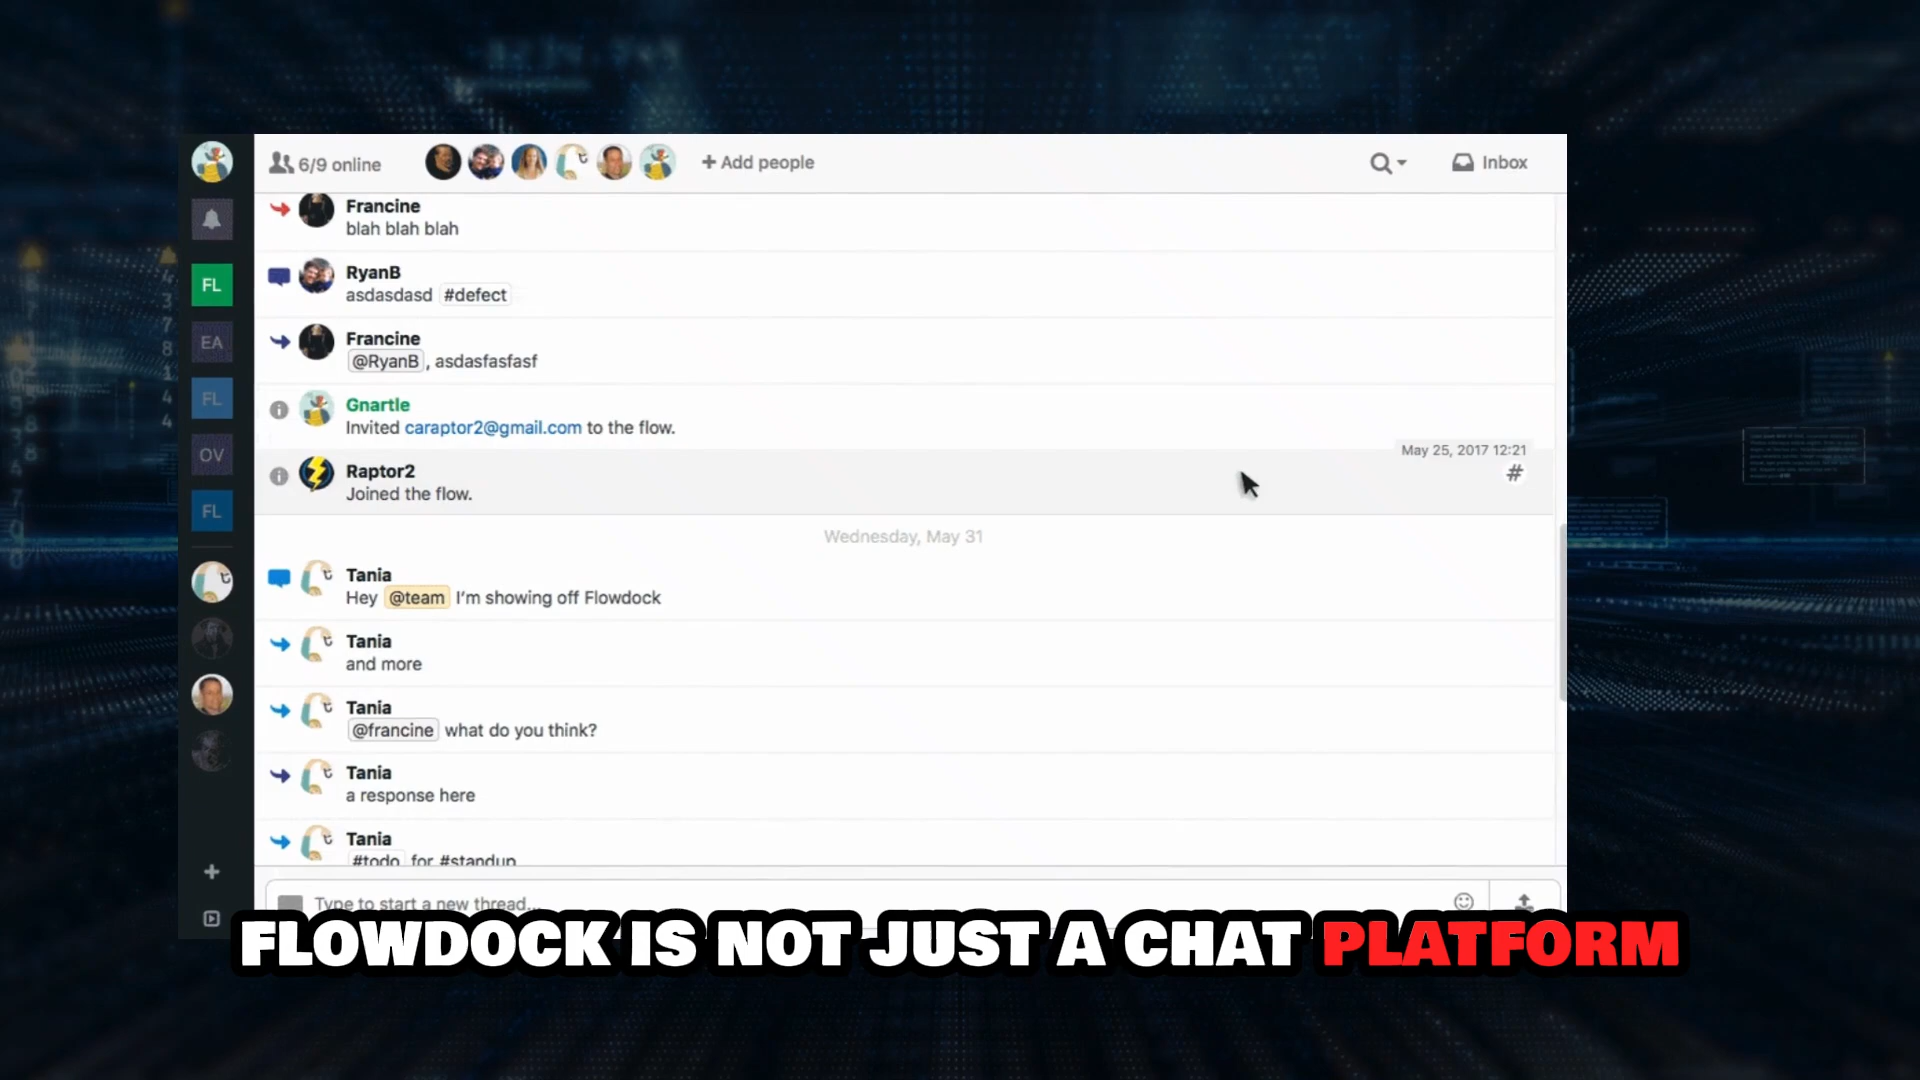 6/9 online
+ Add people
Inbox
Francine
blah blah blah
RyanB
asdasdasd #defect
Francine
@RyanB, asdasfasfasf
Gnartle
Invited caraptor2@gmail.com to the flow.
May 25, 2017 12:21
#
Raptor2
Joined the flow.
Wednesday, May 31
Tania
Hey @team I'm showing off Flowdock
Tania
and more
Tania
@francine what do you think?
Tania
a response here
Tania
#todo for #standup
Type to start a new thread...
FL
EA
FL
OV
FL
FLOWDOCK IS NOT JUST A CHAT PLATFORM